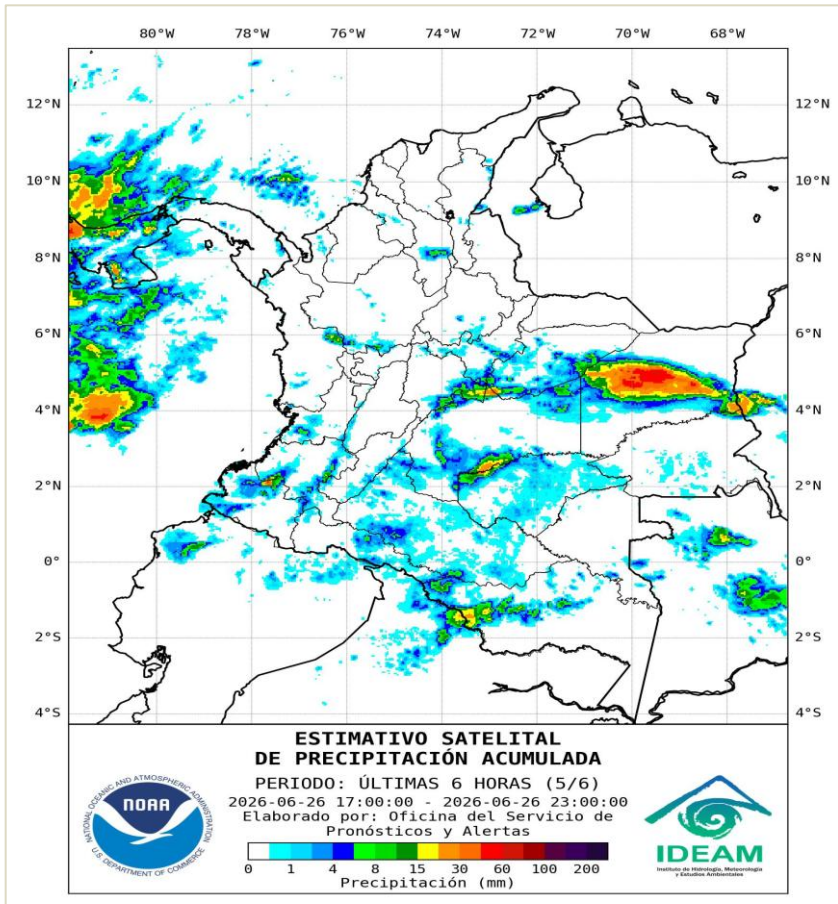 80°W 78°W 76°W 74°W 72°W 70°W 68°W
12°N 12°N
10°N 10°N
8°N 8°N
6°N 6°N
4°N 4°N
2°N 2°N
0° 0°
2°S 2°S
4°S 4°S
ESTIMATIVO SATELITAL
DE PRECIPITACIÓN ACUMULADA
PERIODO: ÚLTIMAS 6 HORAS (5/6)
2026-06-26 17:00:00 - 2026-06-26 23:00:00
Elaborado por: Oficina del Servicio de
Pronósticos y Alertas
0 1 4 8 15 30 60 100 200
Precipitación (mm)
NATIONAL OCEANIC AND ATMOSPHERIC ADMINISTRATION
NOAA
U.S. DEPARTMENT OF COMMERCE
IDEAM
Instituto de Hidrología, Meteorología
y Estudios Ambientales